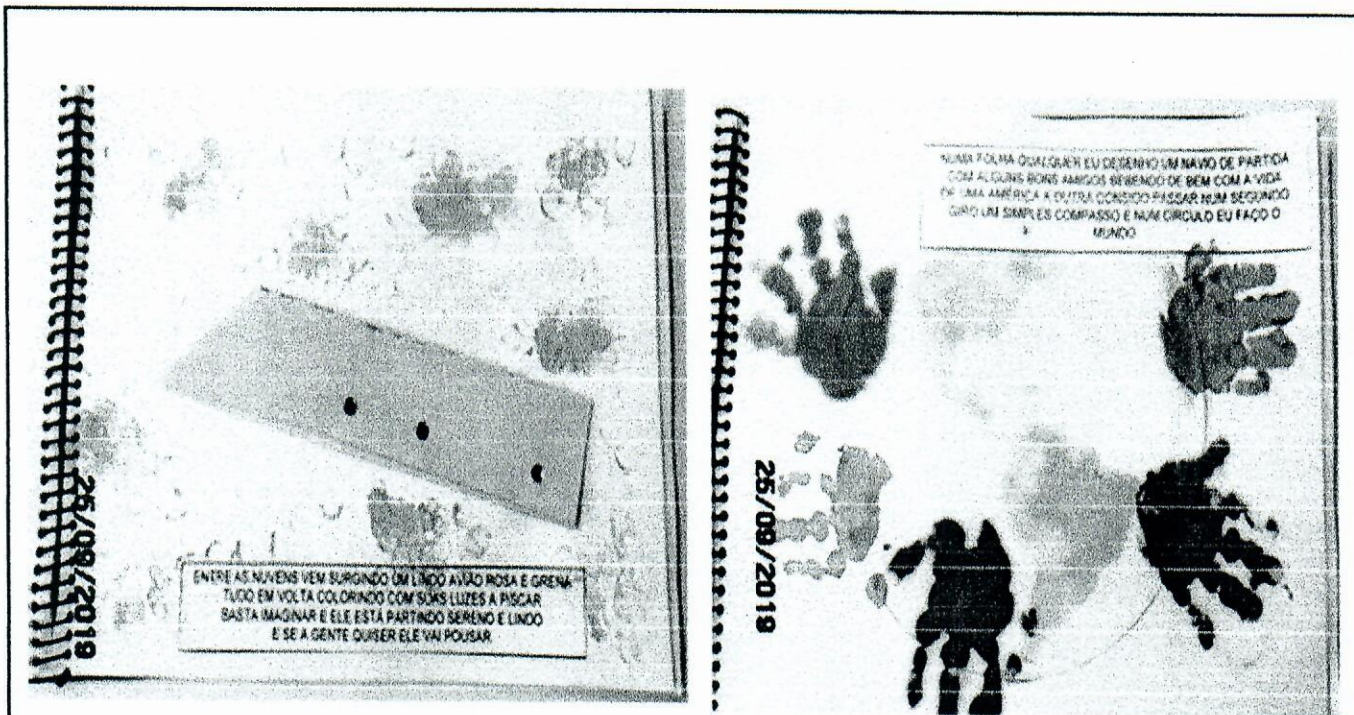 ENTRE AS NUVENS VEM SURGINDO UM LINDO AVIÃO ROSA E GRENÁ
TUDO EM VOLTA COLORINDO COM SUAS LUZES A PISCAR
BASTA IMAGINAR E ELE ESTÁ PARTINDO SERENO E LINDO
E SE A GENTE QUISER ELE VAI POUSAR
25/09/2019
NUMA FOLHA QUALQUER EU DESENHO UM NAVIO DE PARTIDA
COM ALGUNS BONS AMIGOS BEBENDO DE BEM COM A VIDA
DE UMA AMÉRICA A OUTRA CONSIGO PASSAR NUM SEGUNDO
GIRO UM SIMPLES COMPASSO E NUM CÍRCULO EU FAÇO O
MUNDO
25/09/2019